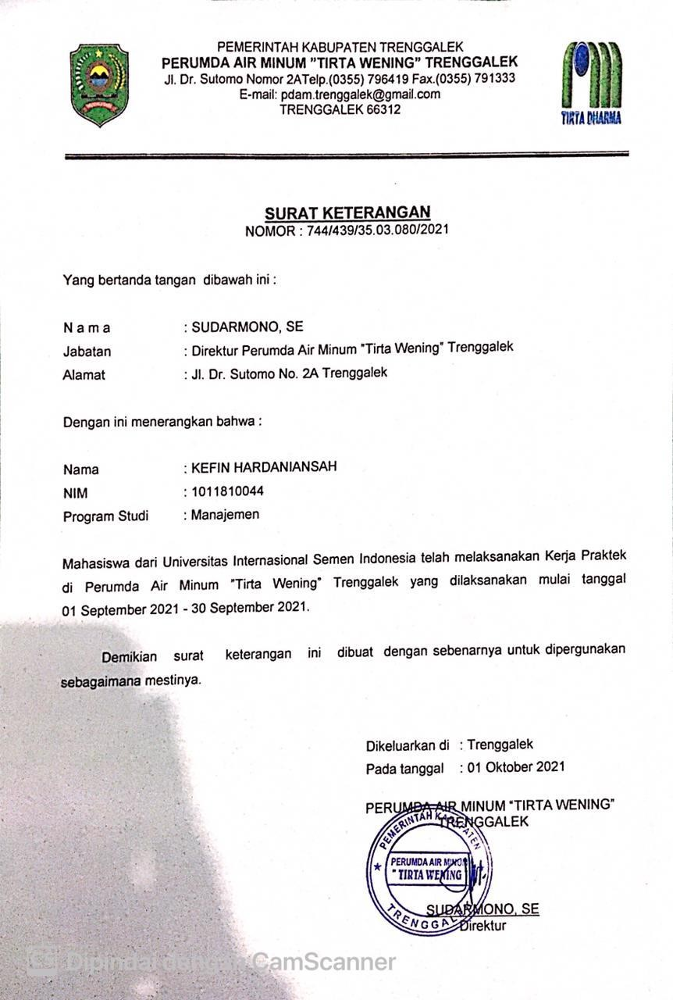 PEMERINTAH KABUPATEN TRENGGALEK
PERUMDA AIR MINUM "TIRTA WENING" TRENGGALEK
Jl. Dr. Sutomo Nomor 2ATelp.(0355) 796419 Fax.(0355) 791333
E-mail: pdam.trenggalek@gmail.com
TRENGGALEK 66312
TIRTA DHARMA
SURAT KETERANGAN
NOMOR : 744/439/35.03.080/2021
Yang bertanda tangan dibawah ini :
N a m a : SUDARMONO, SE
Jabatan : Direktur Perumda Air Minum "Tirta Wening" Trenggalek
Alamat : Jl. Dr. Sutomo No. 2A Trenggalek
Dengan ini menerangkan bahwa :
Nama : KEFIN HARDANIANSAH
NIM : 1011810044
Program Studi : Manajemen
Mahasiswa dari Universitas Internasional Semen Indonesia telah melaksanakan Kerja Praktek
di Perumda Air Minum "Tirta Wening" Trenggalek yang dilaksanakan mulai tanggal
01 September 2021 - 30 September 2021.
Demikian surat keterangan ini dibuat dengan sebenarnya untuk dipergunakan
sebagaimana mestinya.
Dikeluarkan di : Trenggalek
Pada tanggal : 01 Oktober 2021
PERUMDA AIR MINUM "TIRTA WENING"
TRENGGALEK
PEMERINTAH KABUPATEN
PERUMDA AIR MINUM
"TIRTA WENING
TRENGGALEK
SUDARMONO, SE
Direktur
CS Dipindai dengan CamScanner